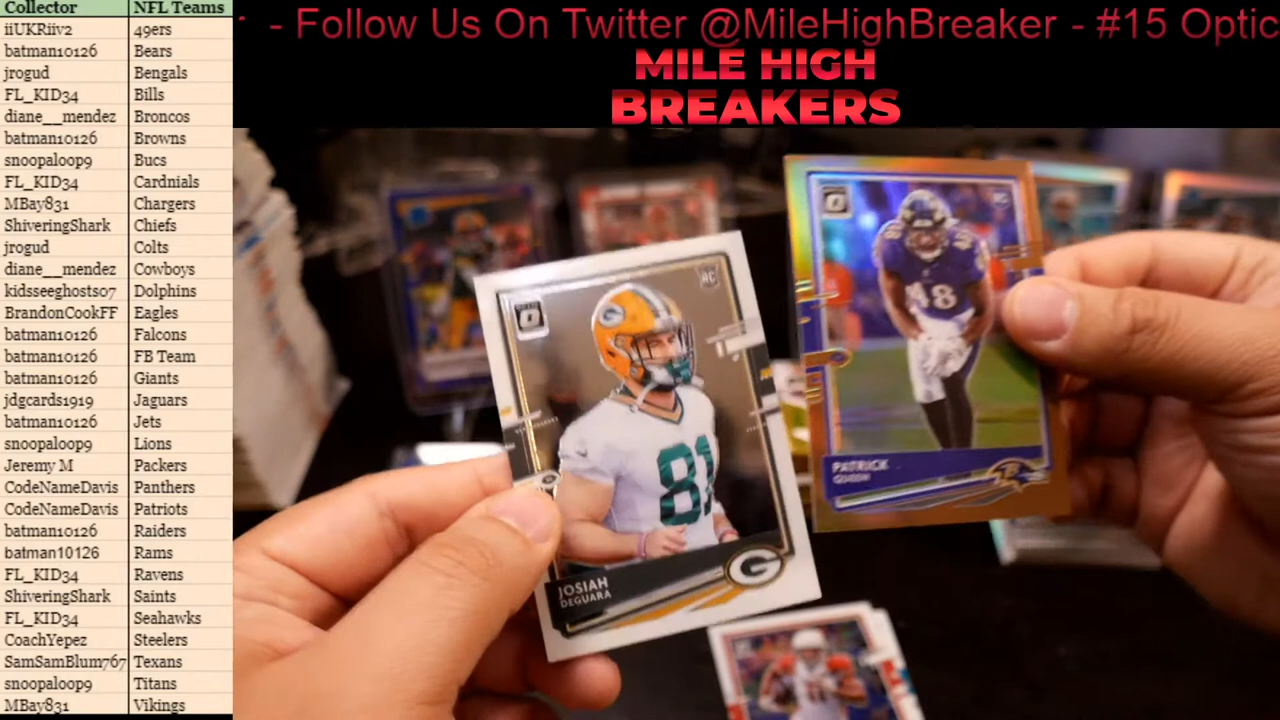 Collector NFL Teams
iiUKRiiv2 49ers
batman10126 Bears
jrogud Bengals
FL_KID34 Bills
diane__mendez Broncos
batman10126 Browns
snoopaloop9 Bucs
FL_KID34 Cardnials
MBay831 Chargers
ShiveringShark Chiefs
jrogud Colts
diane__mendez Cowboys
kidsseeghosts07 Dolphins
BrandonCookFF Eagles
batman10126 Falcons
batman10126 FB Team
batman10126 Giants
jdgcards1919 Jaguars
batman10126 Jets
snoopaloop9 Lions
Jeremy M Packers
CodeNameDavis Panthers
CodeNameDavis Patriots
batman10126 Raiders
batman10126 Rams
FL_KID34 Ravens
ShiveringShark Saints
FL_KID34 Seahawks
CoachYepez Steelers
SamSamBlum767 Texans
snoopaloop9 Titans
MBay831 Vikings
- Follow Us On Twitter @MileHighBreaker - #15 Optic
MILE HIGH
BREAKERS
RC
81
G
JOSIAH
DEGUARA
G
RC
48
PATRICK
QUEEN